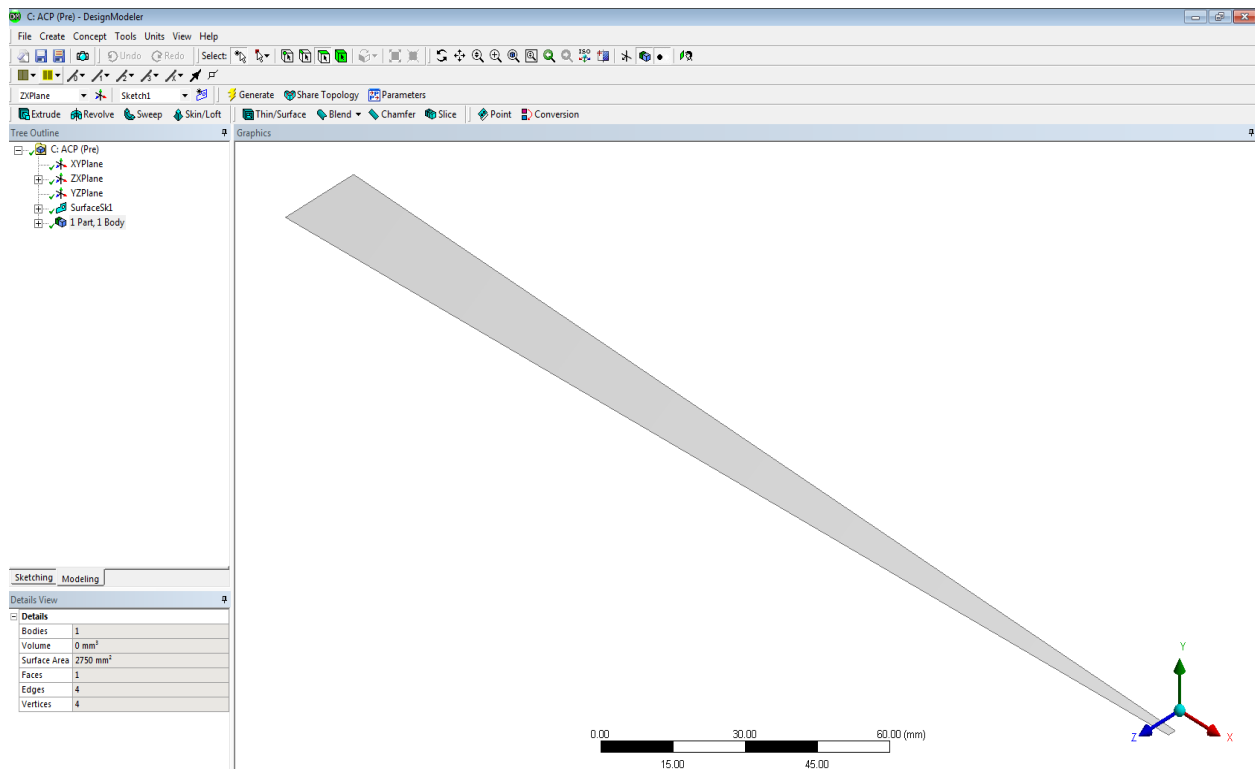 C: ACP (Pre) - DesignModeler
File Create Concept Tools Units View Help
Undo Redo Select: ISO
ZXPlane Sketch1 Generate Share Topology Parameters
Extrude Revolve Sweep Skin/Loft Thin/Surface Blend Chamfer Slice Point Conversion
Tree Outline
Graphics
C: ACP (Pre)
XYPlane
ZXPlane
YZPlane
SurfaceSk1
1 Part, 1 Body
Sketching Modeling
Details View
Details
Bodies 1
Volume 0 mm³
Surface Area 2750 mm²
Faces 1
Edges 4
Vertices 4
Y
Z X
0.00 30.00 60.00 (mm)
15.00 45.00